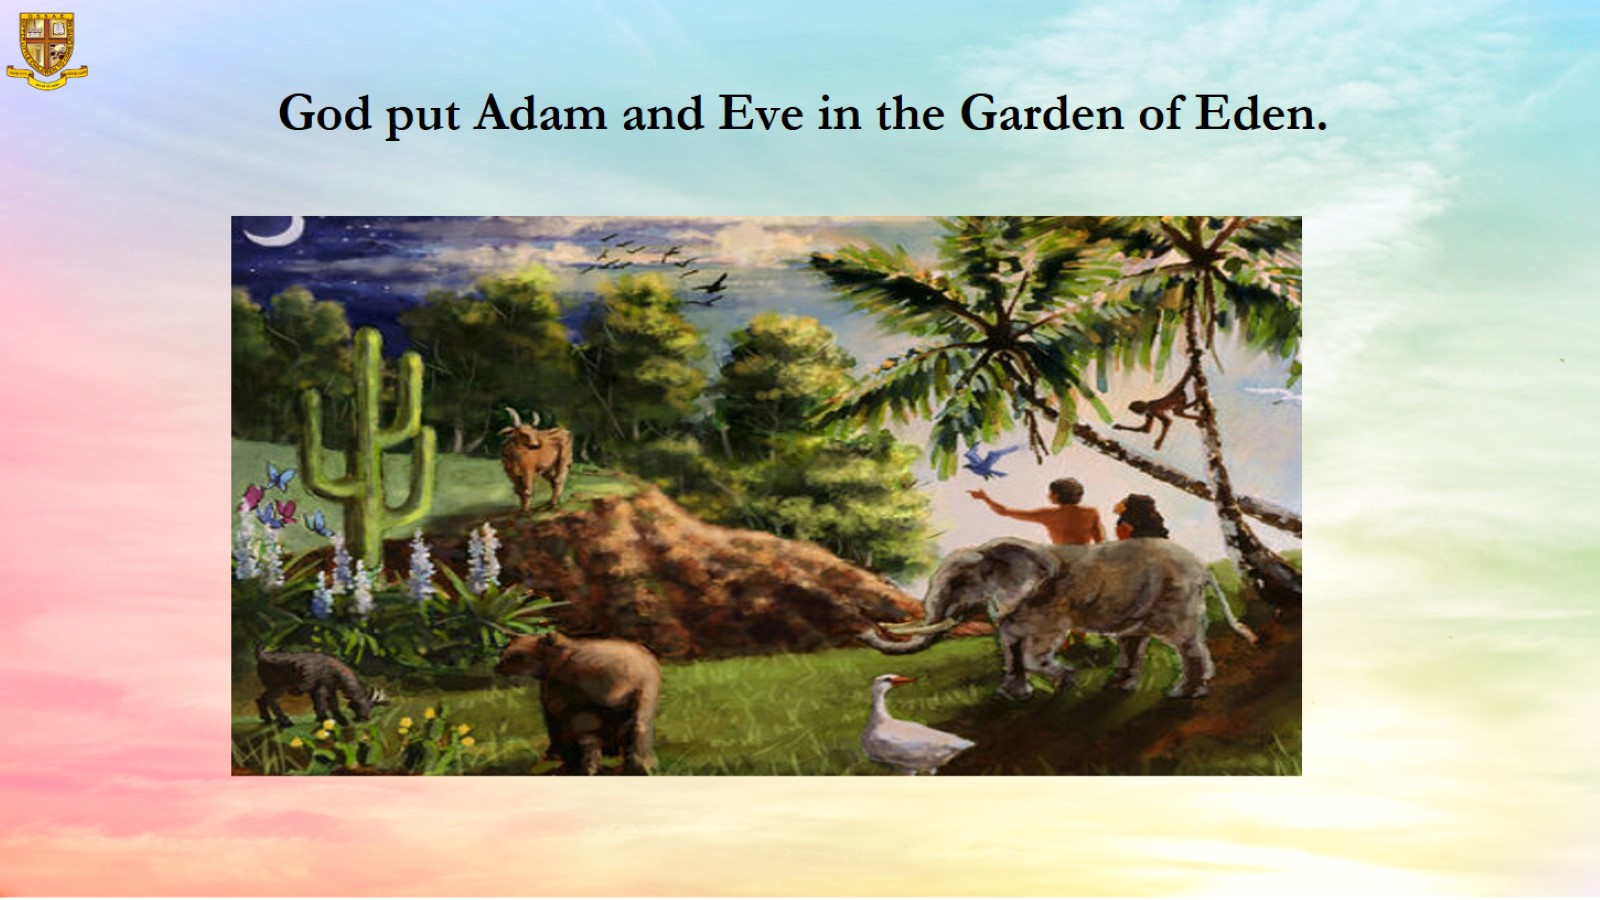 God put Adam and Eve in the Garden of Eden.